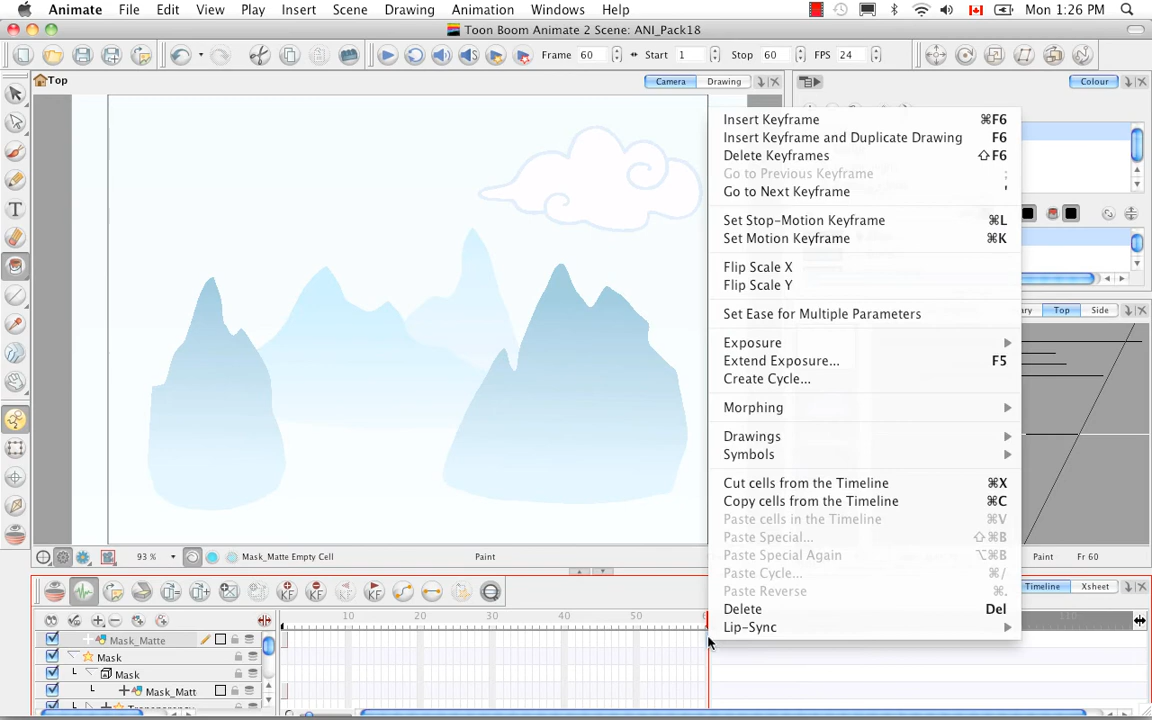 Animate File Edit View Play Insert Scene Drawing Animation Windows Help Mon 1:26 PM
Toon Boom Animate 2 Scene: ANI_Pack18
Frame 60 Start 1 Stop 60 FPS 24
Top Camera Drawing Colour
Insert Keyframe ⌘F6
Insert Keyframe and Duplicate Drawing F6
Delete Keyframes ⇧F6
Go to Previous Keyframe ;
Go to Next Keyframe '
Set Stop-Motion Keyframe ⌘L
Set Motion Keyframe ⌘K
Flip Scale X
Flip Scale Y
Set Ease for Multiple Parameters
Exposure
Extend Exposure... F5
Create Cycle...
Morphing
Drawings
Symbols
Cut cells from the Timeline ⌘X
Copy cells from the Timeline ⌘C
Paste cells in the Timeline ⌘V
Paste Special... ⇧⌘B
Paste Special Again ⌥⌘B
Paste Cycle... ⌘/
Paste Reverse ⌘.
Delete Del
Lip-Sync
Top Side
93 % Mask_Matte Empty Cell Paint Paint Fr 60
Timeline Xsheet
10 20 30 40 50
Mask_Matte
Mask
Mask
Mask_Matt